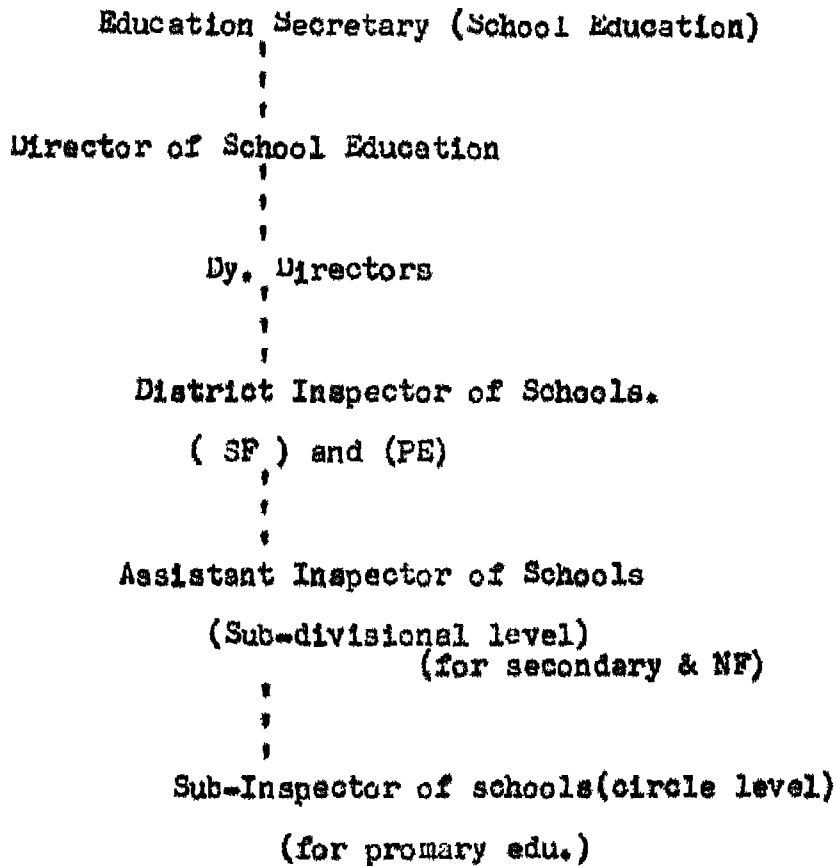 Education Secretary (School Education)
Director of School Education
Dy. Directors
District Inspector of Schools.
( SF ) and (PE)
Assistant Inspector of Schools
(Sub-divisional level)
(for secondary & NF)
Sub-Inspector of schools(circle level)
(for promary edu.)